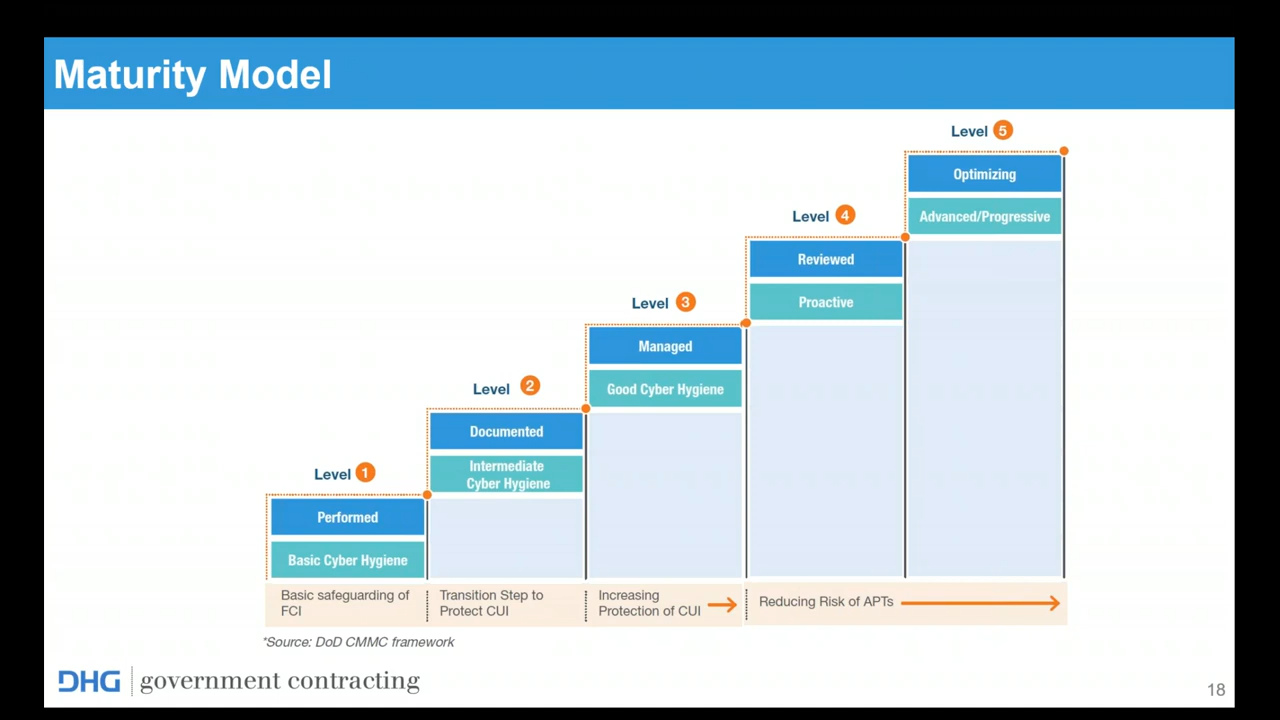 Maturity Model
Level 5
Optimizing
Advanced/Progressive
Level 4
Reviewed
Proactive
Level 3
Managed
Good Cyber Hygiene
Level 2
Documented
Intermediate
Cyber Hygiene
Level 1
Performed
Basic Cyber Hygiene
Basic safeguarding of
FCI
Transition Step to
Protect CUI
Increasing
Protection of CUI
Reducing Risk of APTs
*Source: DoD CMMC framework
DHG government contracting
18